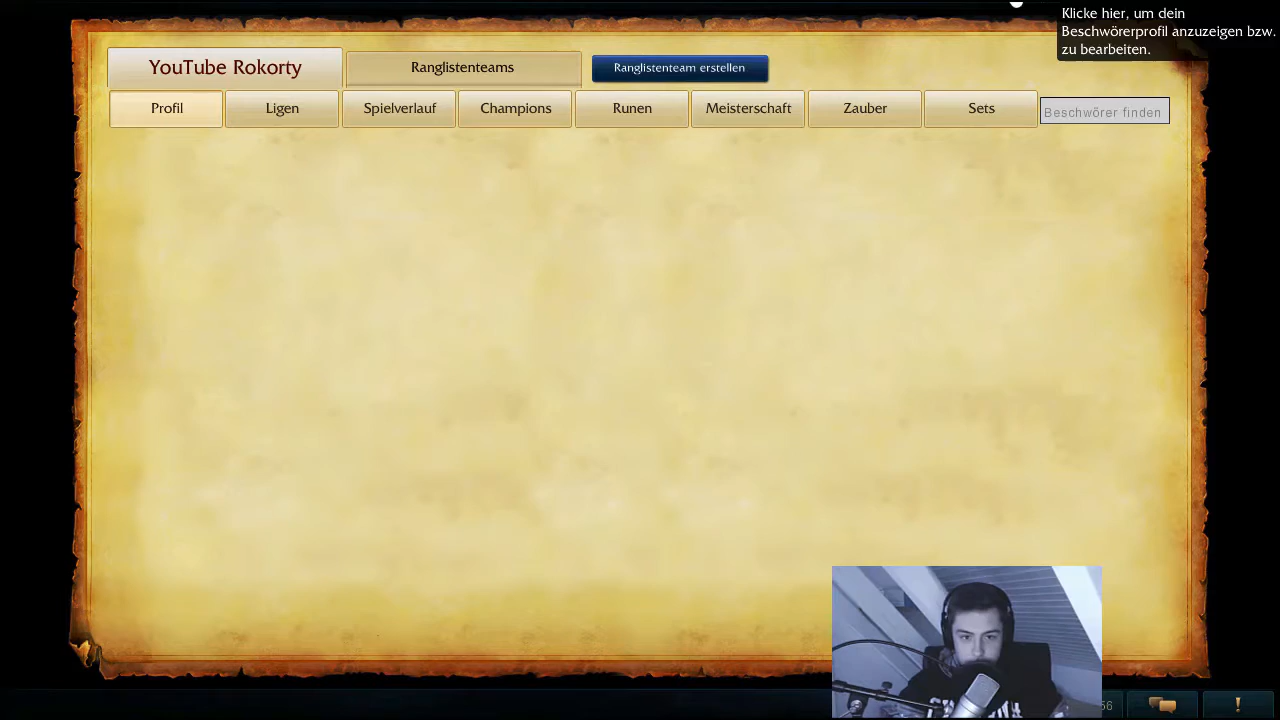 Klicke hier, um dein
Beschwörerprofil anzuzeigen bzw.
zu bearbeiten.
YouTube Rokorty
Ranglistenteams
Ranglistenteam erstellen
Profil
Ligen
Spielverlauf
Champions
Runen
Meisterschaft
Zauber
Sets
Beschwörer finden
56
!